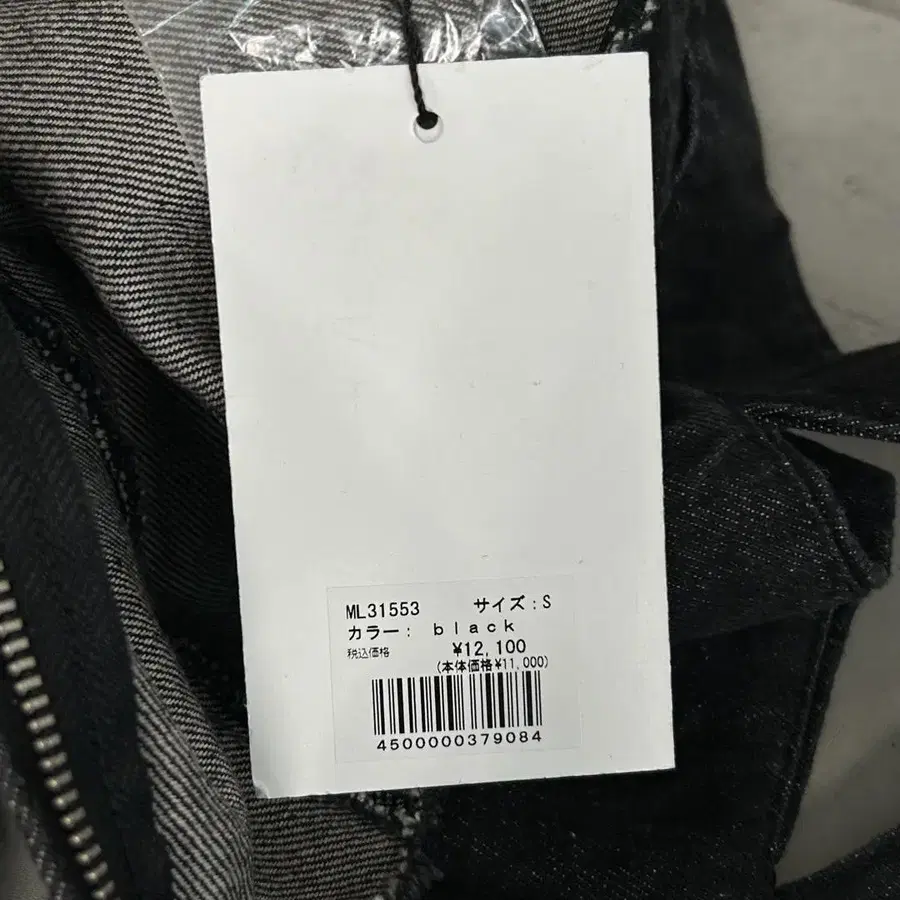 ML31553 サイズ:S
カラー: black
税込価格 ¥12,100
(本体価格¥11,000)
4500000379084